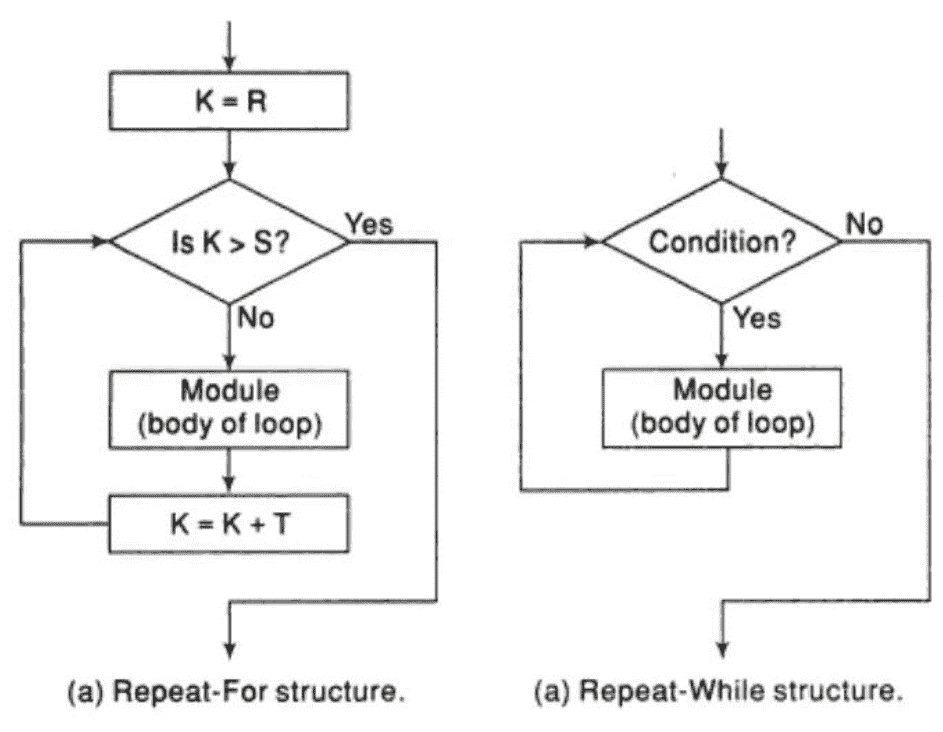 K = R
Is K > S?
Yes
No
Module
(body of loop)
K = K + T
(a) Repeat-For structure.
Condition?
No
Yes
Module
(body of loop)
(a) Repeat-While structure.